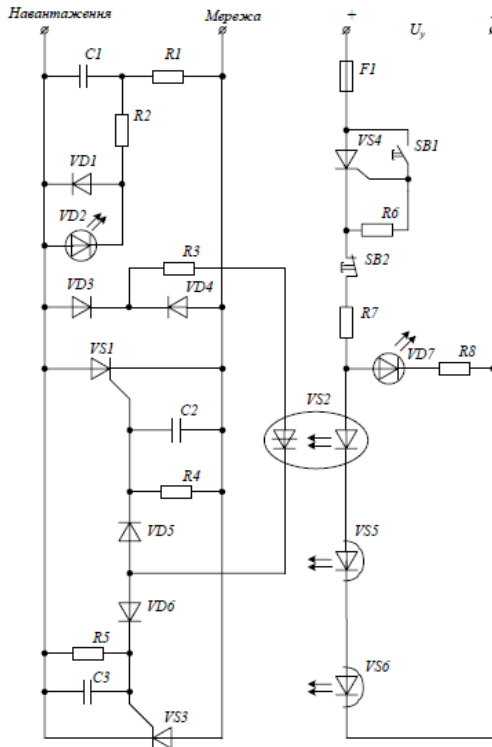 Навантаження
Мережа
+
U_y
-
C1
R1
F1
R2
VS4
SB1
VD1
VD2
R6
R3
SB2
VD3
VD4
R7
VD7
R8
VS1
VS2
C2
R4
VD5
VS5
VD6
R5
C3
VS6
VS3